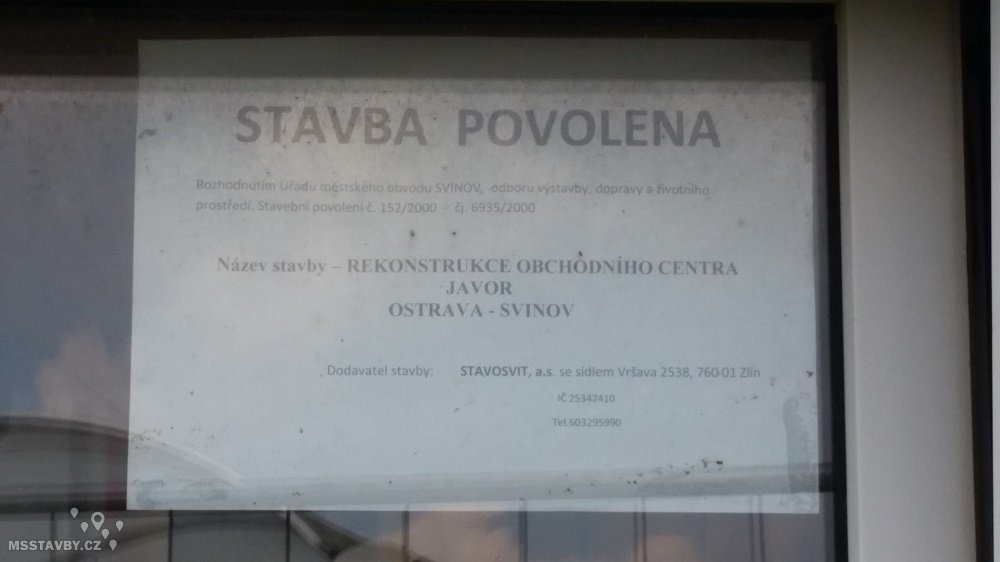 STAVBA POVOLENA
Rozhodnutím Úřadu městského obvodu SVINOV, odboru výstavby, dopravy a životního
prostředí. Stavební povolení č. 152/2000 - čj. 6935/2000
Název stavby – REKONSTRUKCE OBCHODNÍHO CENTRA
JAVOR
OSTRAVA - SVINOV
Dodavatel stavby: STAVOSVIT, a.s. se sídlem Vršava 2538, 760 01 Zlín
IČ 25342410
Tel.603295990
MSSTAVBY.CZ